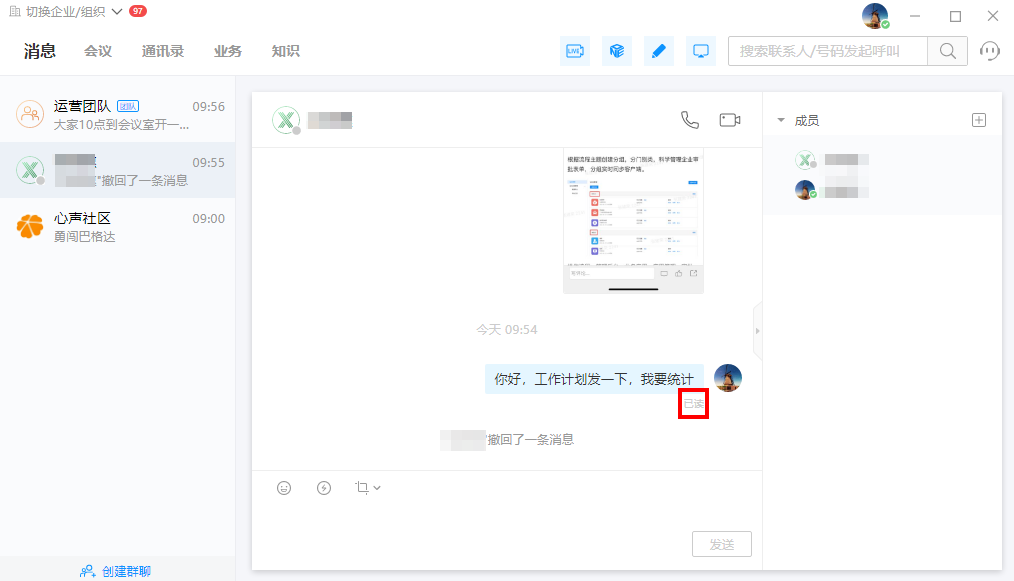 切换企业/组织 97
消息 会议 通讯录 业务 知识
LIVE
搜索联系人/号码发起呼叫
运营团队 团队 09:56
大家10点到会议室开一...
09:55
"撤回了一条消息
心声社区 09:00
勇闯巴格达
创建群聊
根据流程主题创建分组，分门别类，科学管理企业审
批表单，分组实时同步客户端。
今天 09:54
你好，工作计划发一下，我要统计
已读
"撤回了一条消息
发送
成员